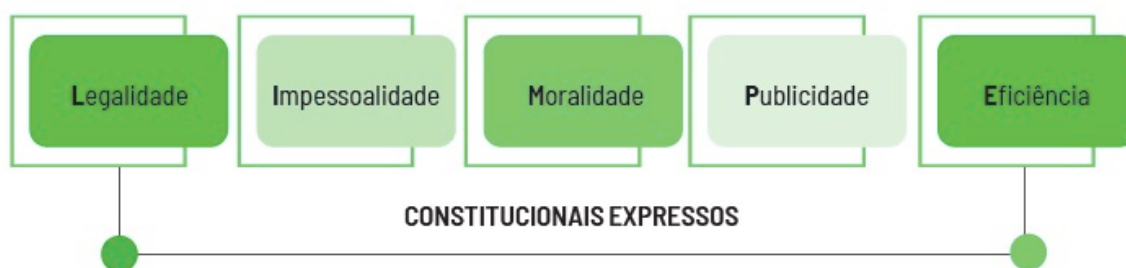 Legalidade
Impessoalidade
Moralidade
Publicidade
Eficiência
CONSTITUCIONAIS EXPRESSOS